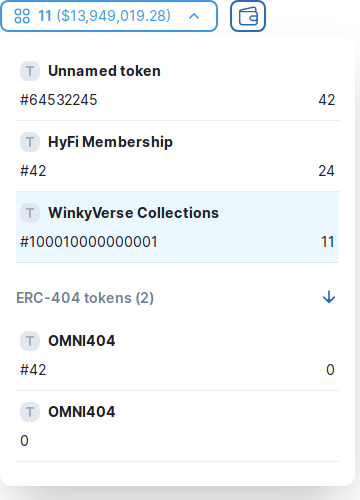 11 ($13,949,019.28)
T Unnamed token
#64532245 42
T HyFi Membership
#42 24
T WinkyVerse Collections
#100010000000001 11
ERC-404 tokens (2)
T OMNI404
#42 0
T OMNI404
0